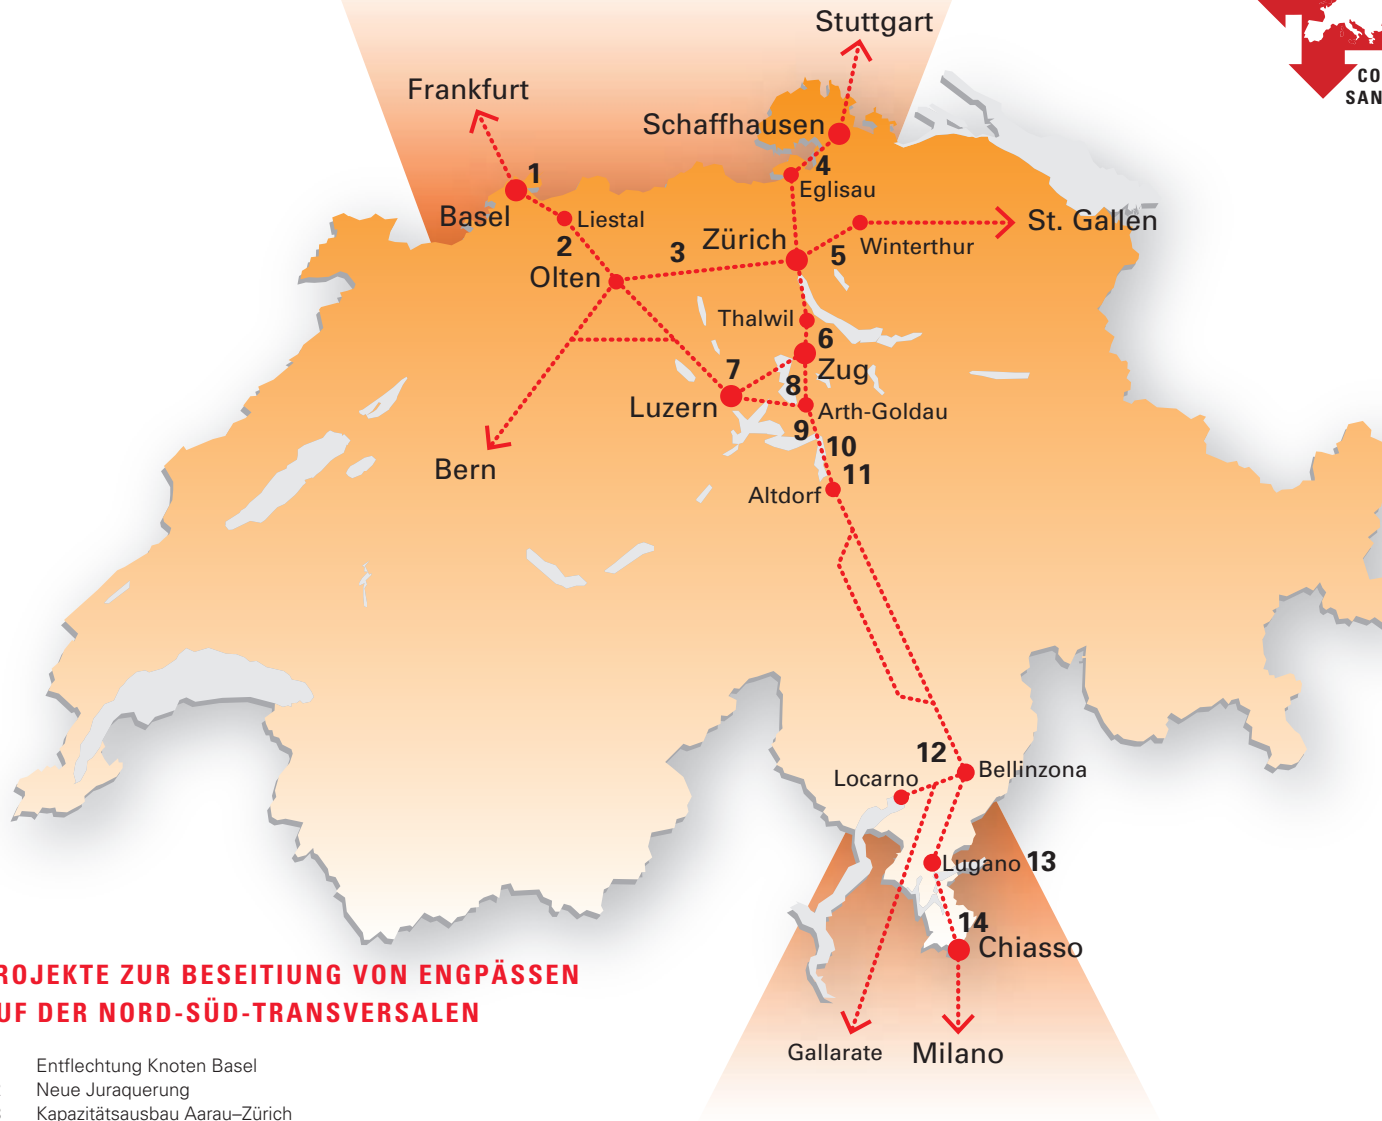 Stuttgart
CO
SAN
Frankfurt
Schaffhausen
1
4
Eglisau
Basel
Liestal
St. Gallen
2
3
Zürich
5
Winterthur
Olten
Thalwil
6
7
Zug
8
Luzern
Arth-Goldau
9
10
Bern
11
Altdorf
12
Locarno
Bellinzona
Lugano 13
14
Chiasso
Gallarate
Milano
ROJEKTE ZUR BESEITIUNG VON ENGPÄSSEN
UF DER NORD-SÜD-TRANSVERSALEN
Entflechtung Knoten Basel
Neue Juraquerung
Kapazitätsausbau Aarau–Zürich